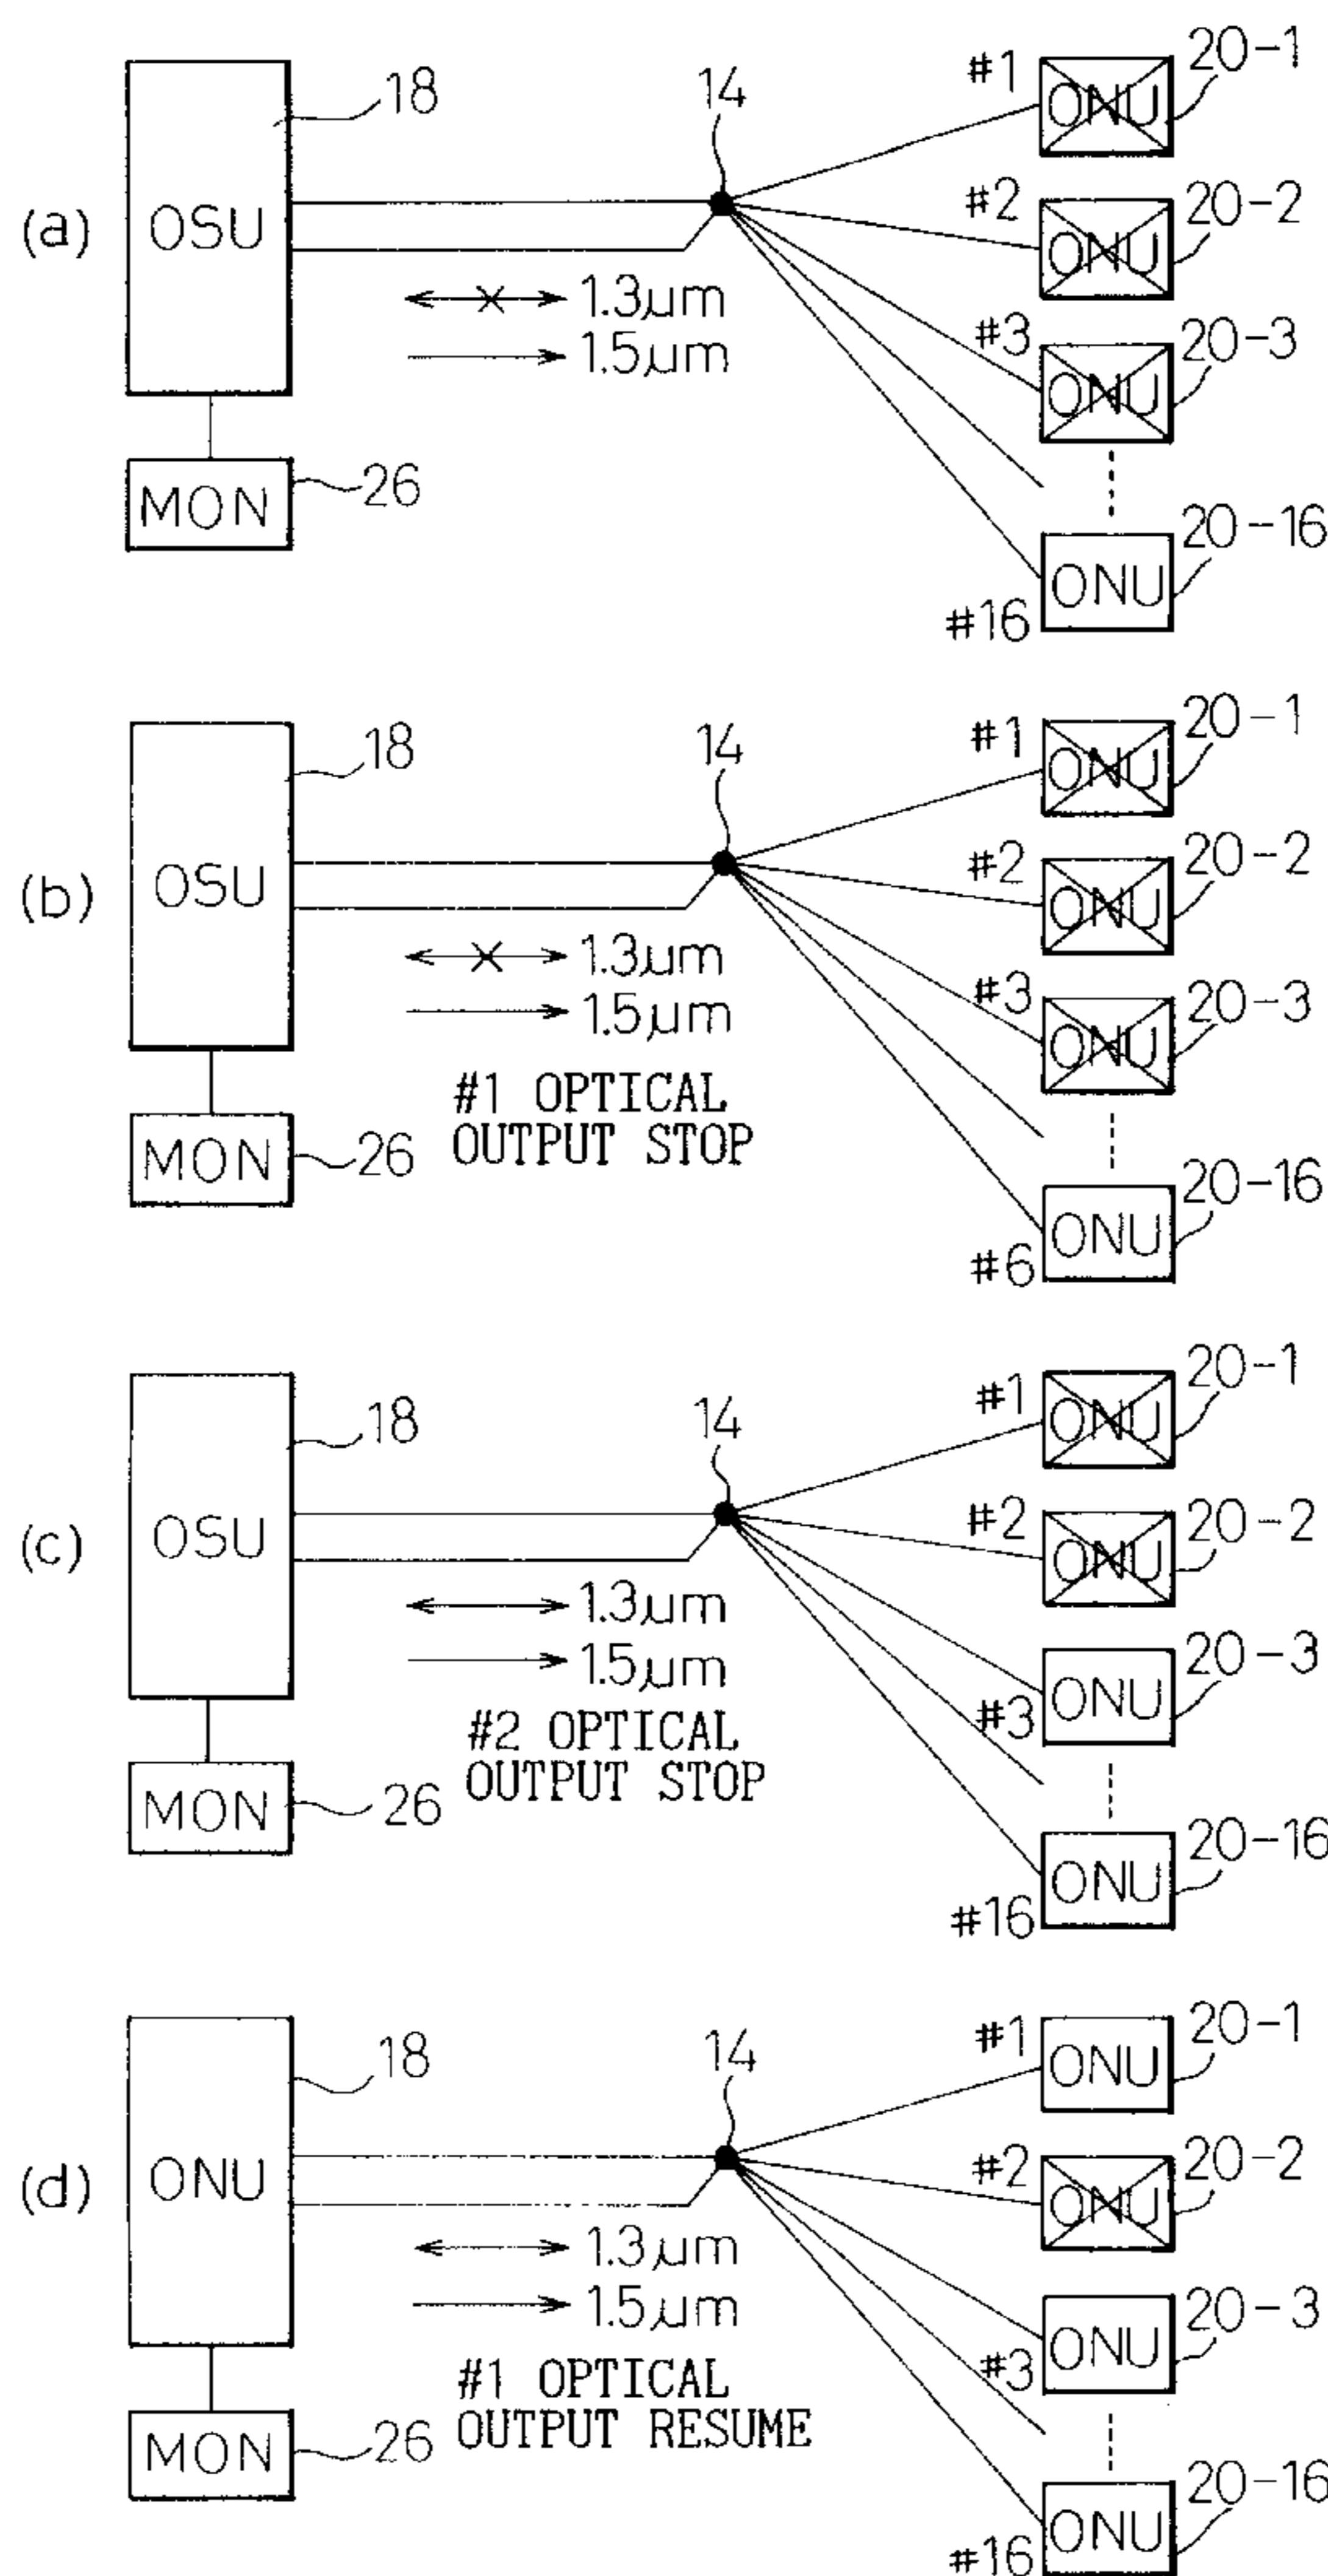 (a)
OSU
18
14
#1
ONU
20-1
#2
ONU
20-2
#3
ONU
20-3
1.3μm
1.5μm
MON
26
#16
ONU
20-16
(b)
OSU
18
14
#1
ONU
20-1
#2
ONU
20-2
#3
ONU
20-3
1.3μm
1.5μm
#1 OPTICAL
OUTPUT STOP
MON
26
#6
ONU
20-16
(c)
OSU
18
14
#1
ONU
20-1
#2
ONU
20-2
#3
ONU
20-3
1.3μm
1.5μm
#2 OPTICAL
OUTPUT STOP
MON
26
#16
ONU
20-16
(d)
ONU
18
14
#1
ONU
20-1
#2
ONU
20-2
#3
ONU
20-3
1.3μm
1.5μm
#1 OPTICAL
OUTPUT RESUME
MON
26
#16
ONU
20-16